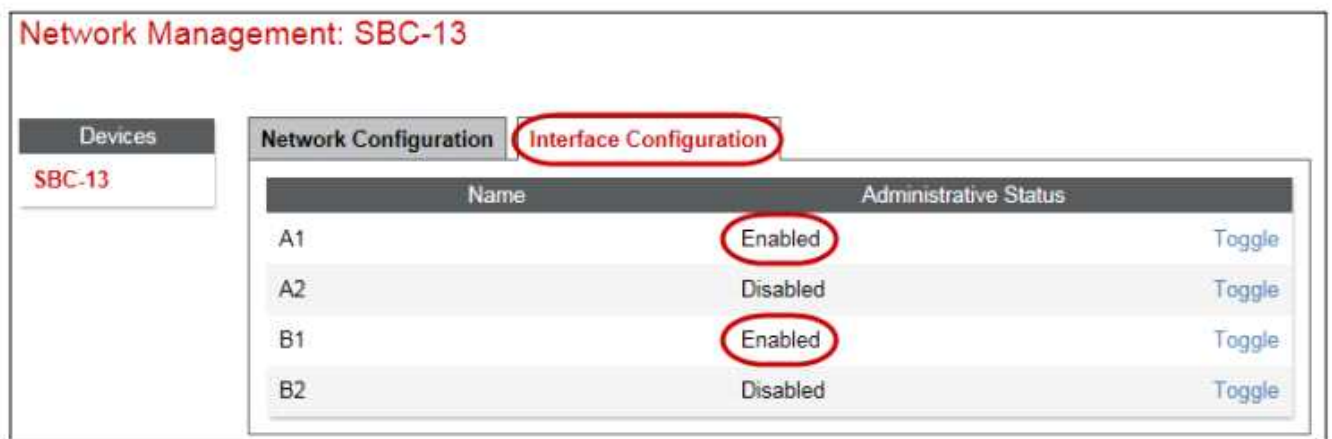 Network Management: SBC-13
Devices
SBC-13
Network Configuration Interface Configuration
Name Administrative Status
A1 Enabled Toggle
A2 Disabled Toggle
B1 Enabled Toggle
B2 Disabled Toggle